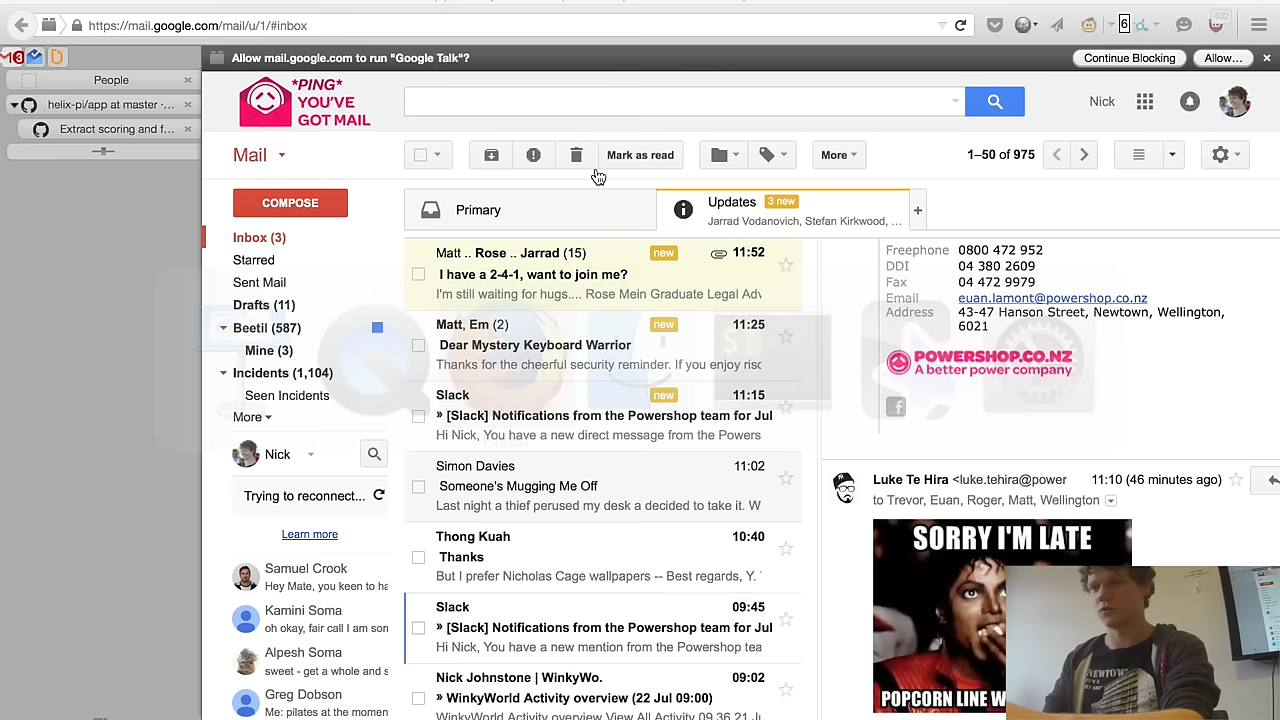 https://mail.google.com/mail/u/1/#inbox
6
402
3
Allow mail.google.com to run "Google Talk"?
Continue Blocking
Allow...
People
helix-pi/app at master ·...
Extract scoring and f...
*PING*
YOU'VE
GOT MAIL
Nick
Mail
Mark as read
More
1–50 of 975
COMPOSE
Primary
Updates
3 new
Jarrad Vodanovich, Stefan Kirkwood, ...
Inbox (3)
Starred
Sent Mail
Drafts (11)
Beetil (587)
Mine (3)
Incidents (1,104)
Seen Incidents
More
Nick
Trying to reconnect...
Learn more
Samuel Crook
Hey Mate, you keen to ha
Kamini Soma
oh okay, fair call I am son
Alpesh Soma
sweet - get a whole and s
Greg Dobson
Me: pilates at the momen
Matt .. Rose .. Jarrad (15)
new
11:52
I have a 2-4-1, want to join me?
I'm still waiting for hugs.... Rose Mein Graduate Legal Adv
Matt, Em (2)
new
11:25
Dear Mystery Keyboard Warrior
Thanks for the cheerful security reminder. If you enjoy risc
Slack
new
11:15
» [Slack] Notifications from the Powershop team for Jul
Hi Nick, You have a new direct message from the Powers
Simon Davies
11:02
Someone's Mugging Me Off
Last night a thief perused my desk a decided to take it. W
Thong Kuah
10:40
Thanks
But I prefer Nicholas Cage wallpapers -- Best regards, Y.
Slack
09:45
» [Slack] Notifications from the Powershop team for Jul
Hi Nick, You have a new mention from the Powershop tea
Nick Johnstone | WinkyWo.
09:02
» WinkyWorld Activity overview (22 Jul 09:00)
WinkyWorld Activity overview View All Activity 09 36 21 J
Freephone 0800 472 952
DDI 04 380 2609
Fax 04 472 9979
Email euan.lamont@powershop.co.nz
Address 43-47 Hanson Street, Newtown, Wellington,
6021
POWERSHOP.CO.NZ
A better power company
Luke Te Hira <luke.tehira@power 11:10 (46 minutes ago)
to Trevor, Euan, Roger, Matt, Wellington
SORRY I'M LATE
POPCORN LINE W